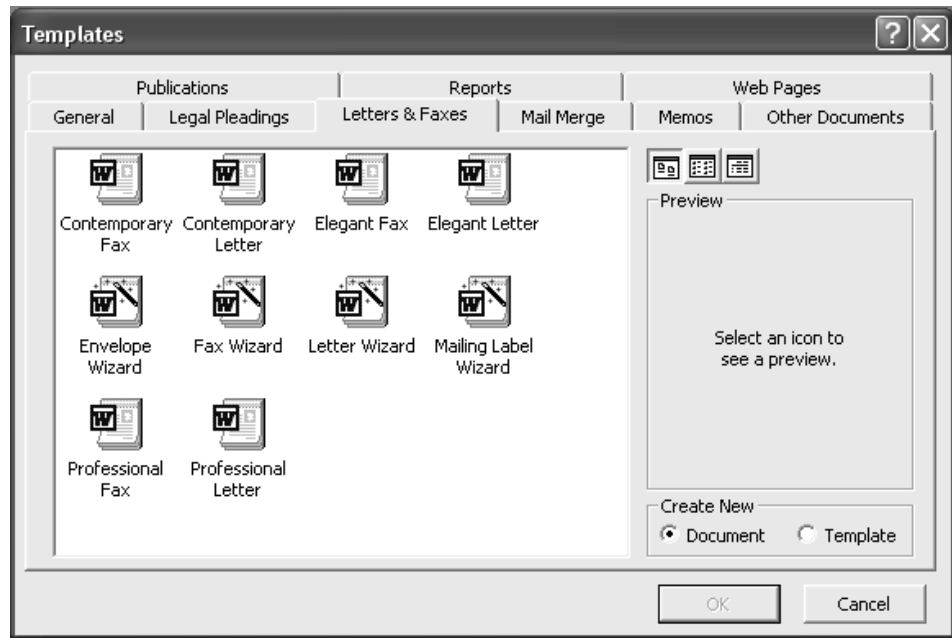 Templates
Publications Reports Web Pages
General Legal Pleadings Letters & Faxes Mail Merge Memos Other Documents
W W W W
Contemporary Fax
Contemporary Letter
Elegant Fax
Elegant Letter
W W W W
Envelope Wizard
Fax Wizard
Letter Wizard
Mailing Label Wizard
W W
Professional Fax
Professional Letter
Preview
Select an icon to
see a preview.
Create New
Document Template
OK Cancel